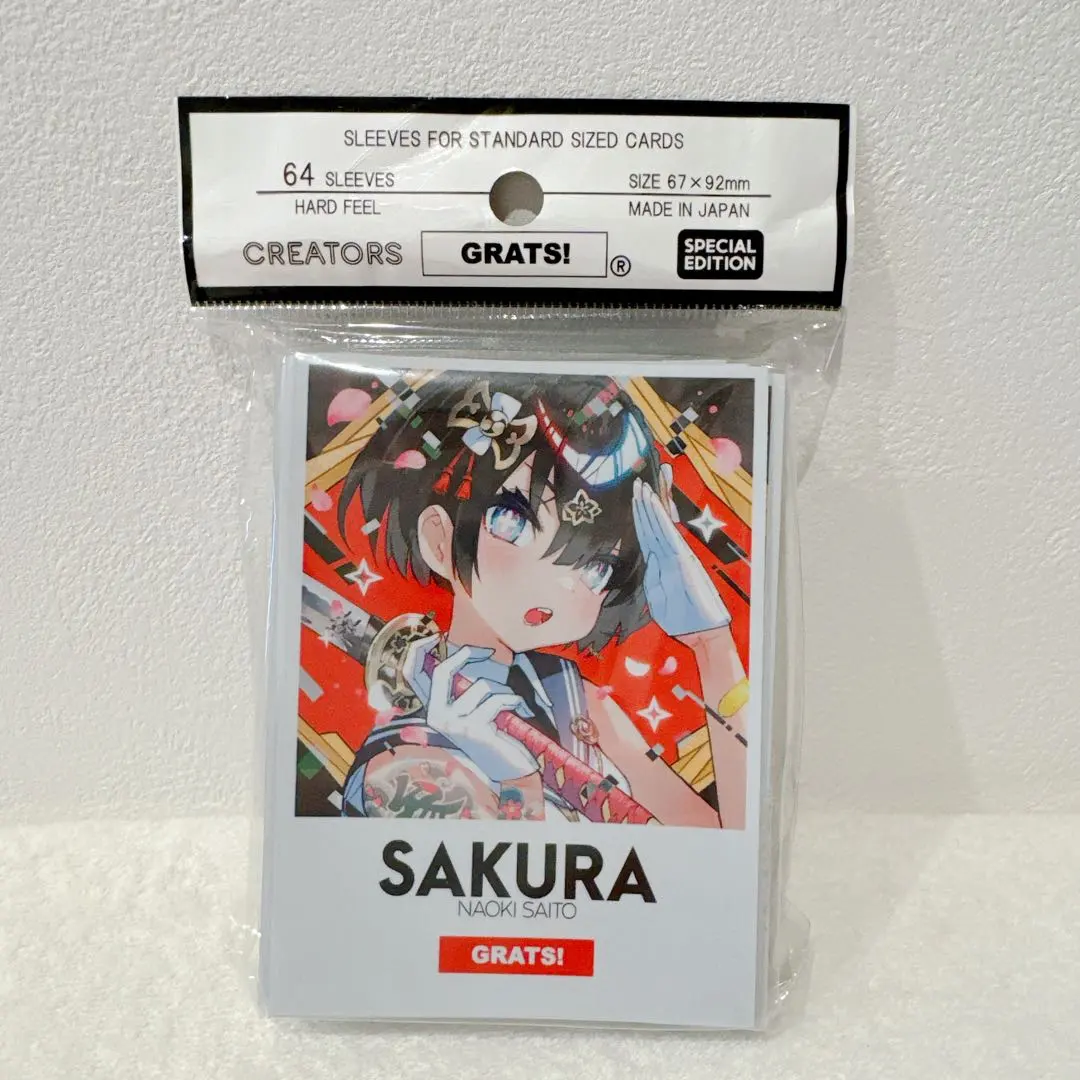 SLEEVES FOR STANDARD SIZED CARDS
64 SLEEVES
HARD FEEL
SIZE 67×92mm
MADE IN JAPAN
CREATORS GRATS! ®
SPECIAL EDITION
SAKURA
NAOKI SAITO
GRATS!